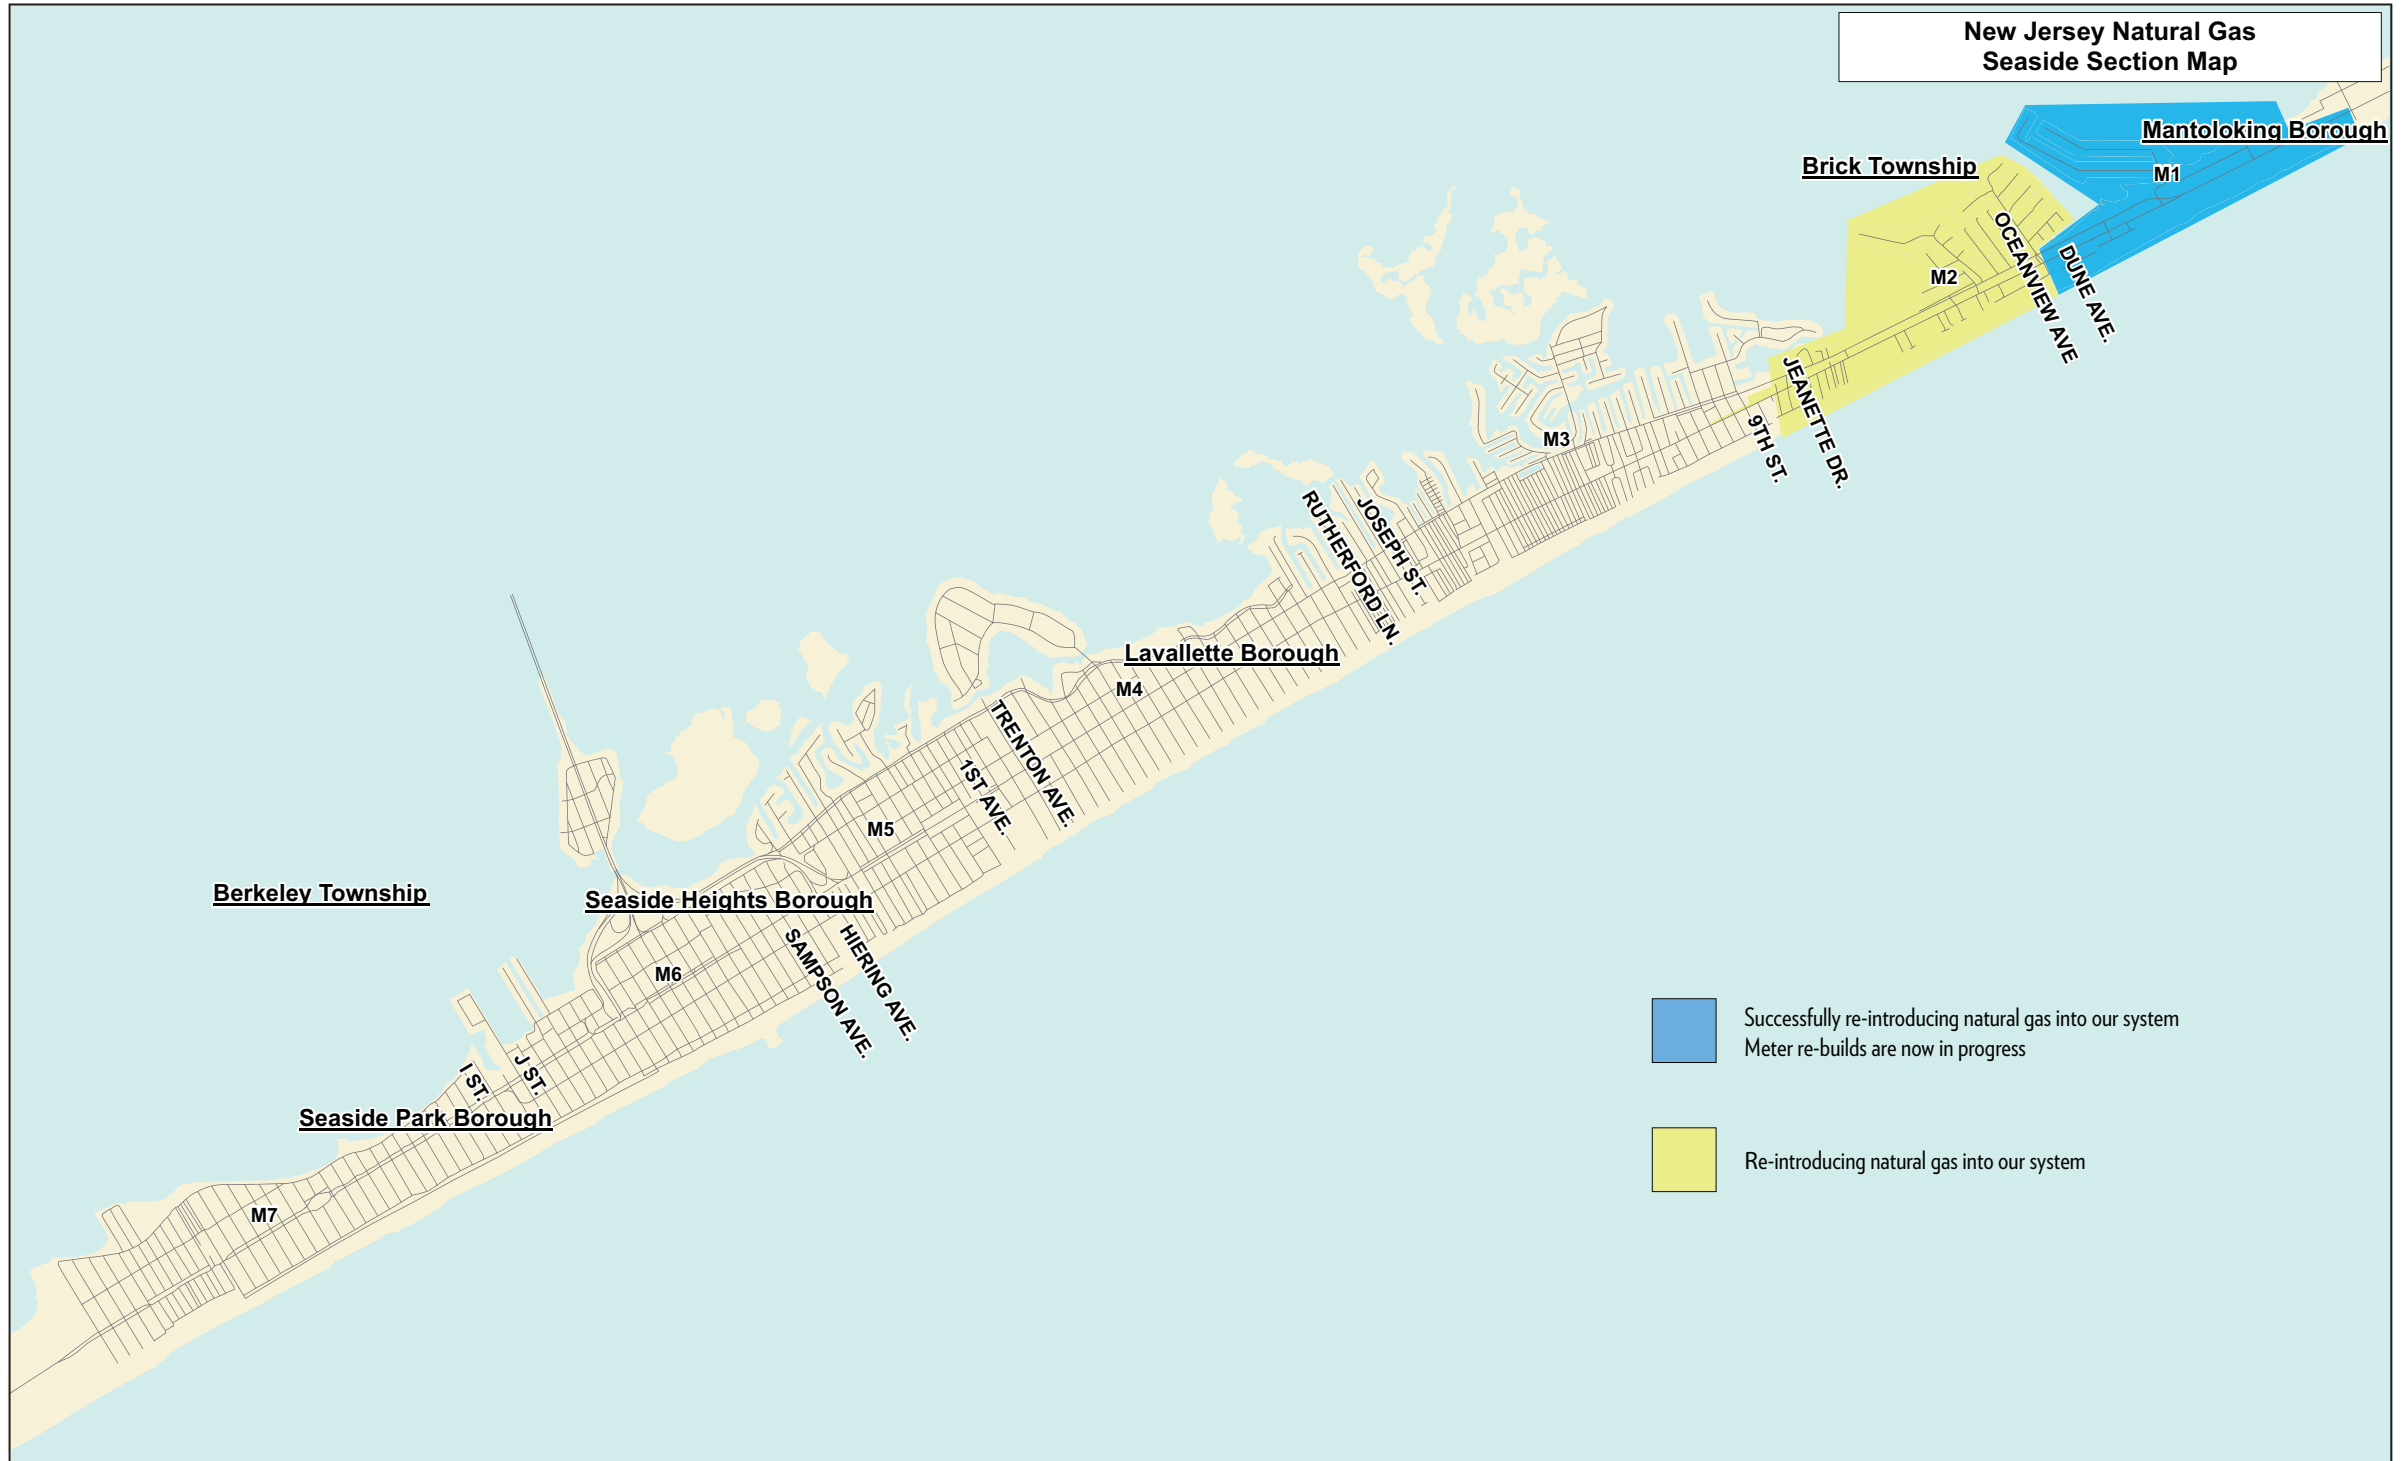 New Jersey Natural Gas
Seaside Section Map
Mantoloking Borough
Brick Township
M1
OCEANVIEW AVE
DUNE AVE.
M2
JEANETTE DR.
9TH ST.
M3
JOSEPH ST.
RUTHERFORD LN.
Lavallette Borough
M4
TRENTON AVE.
1ST AVE.
M5
Berkeley Township
Seaside Heights Borough
HIERING AVE.
SAMPSON AVE.
M6
J ST.
I ST.
Seaside Park Borough
M7
Successfully re-introducing natural gas into our system
Meter re-builds are now in progress
Re-introducing natural gas into our system